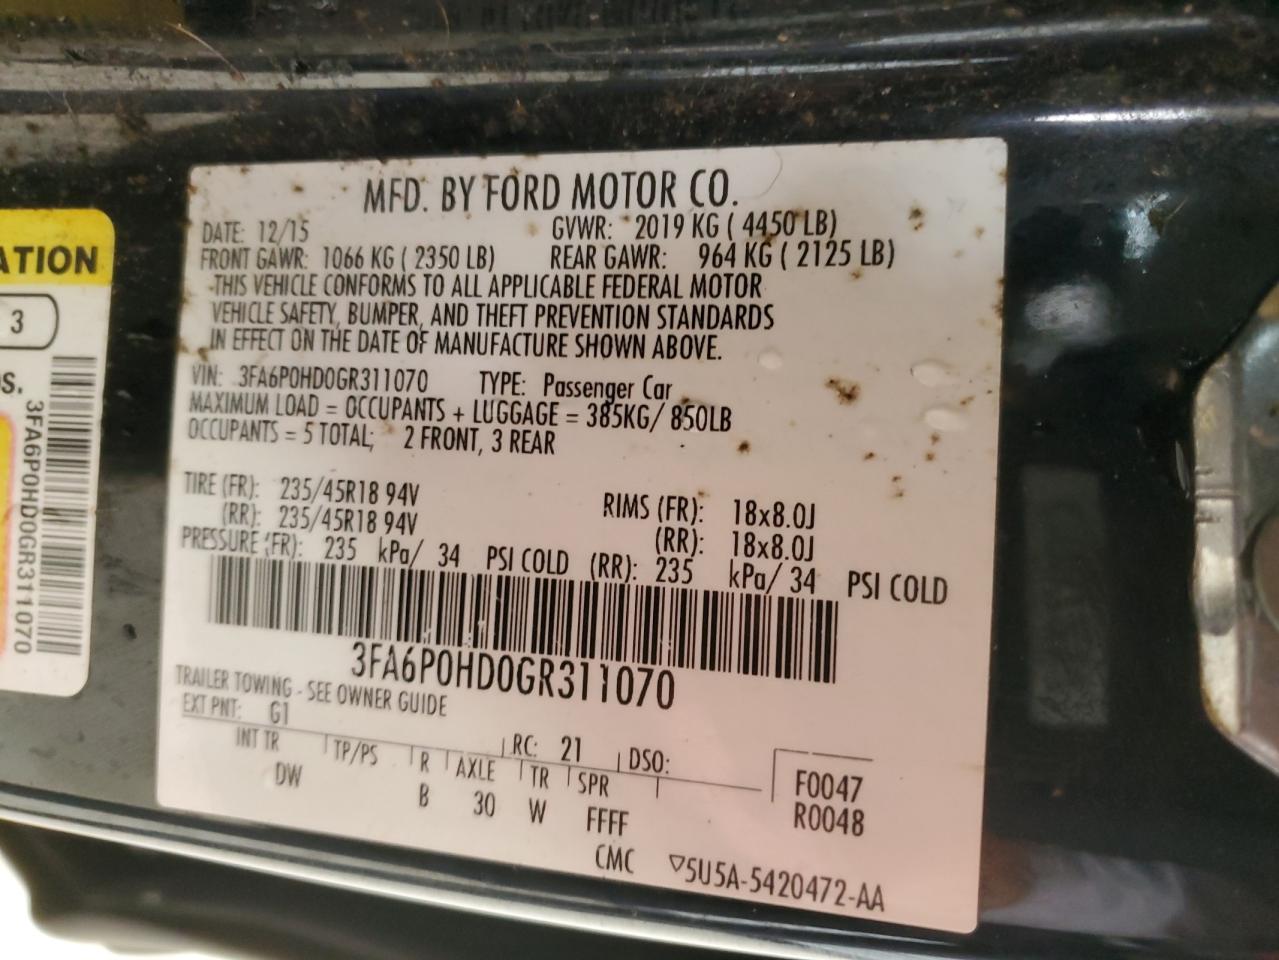 MFD. BY FORD MOTOR CO.
DATE: 12/15 GVWR: 2019 KG ( 4450 LB)
FRONT GAWR: 1066 KG ( 2350 LB) REAR GAWR: 964 KG ( 2125 LB)
THIS VEHICLE CONFORMS TO ALL APPLICABLE FEDERAL MOTOR
VEHICLE SAFETY, BUMPER, AND THEFT PREVENTION STANDARDS
IN EFFECT ON THE DATE OF MANUFACTURE SHOWN ABOVE.
VIN: 3FA6P0HD0GR311070 TYPE: Passenger Car
MAXIMUM LOAD = OCCUPANTS + LUGGAGE = 385KG/ 850LB
OCCUPANTS = 5 TOTAL; 2 FRONT, 3 REAR
TIRE (FR): 235/45R18 94V RIMS (FR): 18x8.0J
(RR): 235/45R18 94V (RR): 18x8.0J
PRESSURE (FR): 235 kPa/ 34 PSI COLD (RR): 235 kPa/ 34 PSI COLD
3FA6P0HD0GR311070
TRAILER TOWING - SEE OWNER GUIDE
EXT PNT: G1 RC: 21 DSO:
INT TR TP/PS R AXLE TR SPR F0047
DW B 30 W FFFF R0048
CMC ▽5U5A-5420472-AA
ATION
3
S.
3FA6P0HD0GR311070